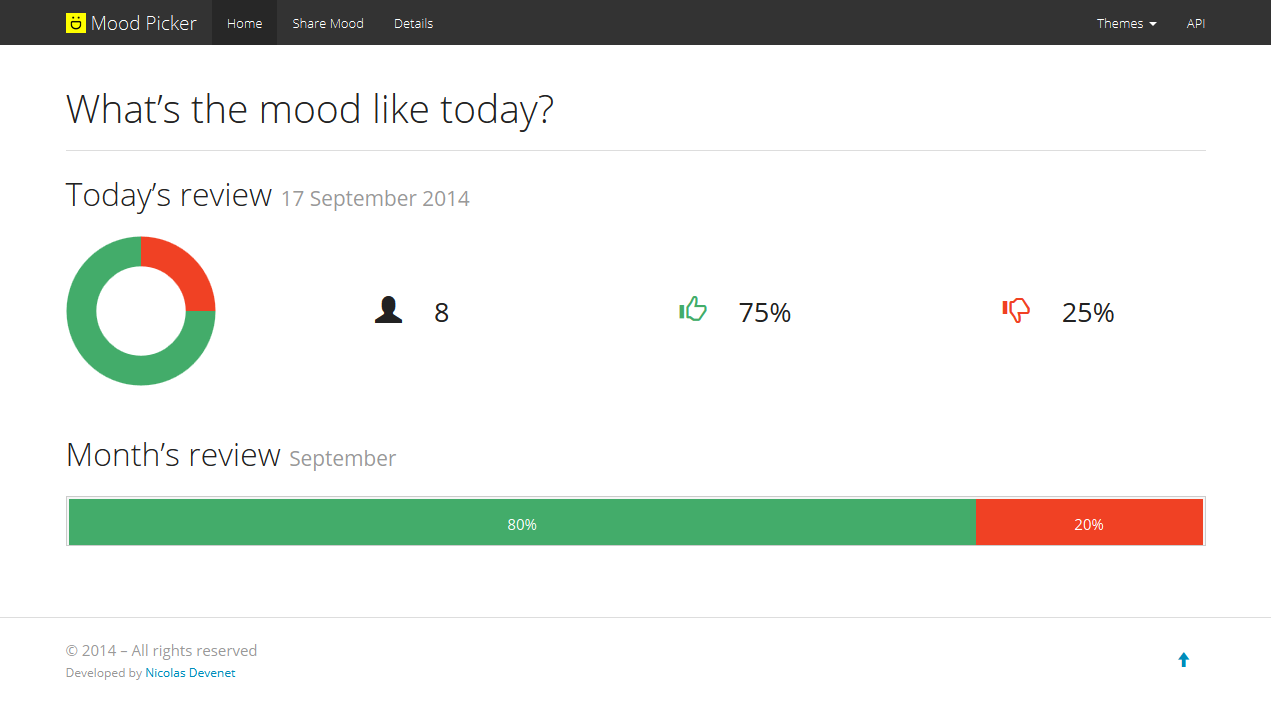 Mood Picker Home Share Mood Details Themes API
What’s the mood like today?
Today’s review 17 September 2014
8 75% 25%
Month’s review September
80% 20%
© 2014 – All rights reserved
Developed by Nicolas Devenet